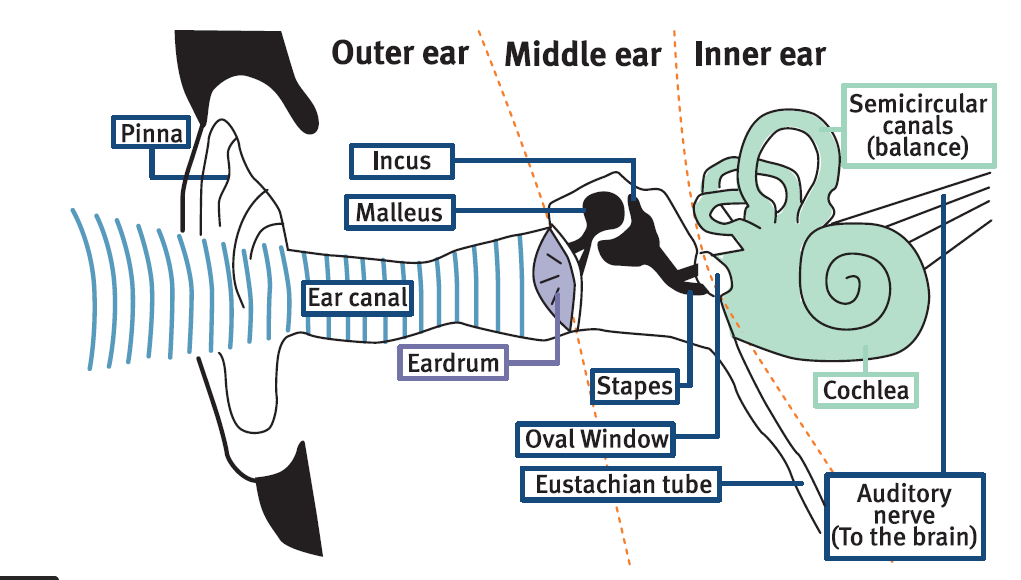 Outer ear
Middle ear
Inner ear
Pinna
Incus
Malleus
Ear canal
Eardrum
Stapes
Oval Window
Eustachian tube
Semicircular
canals
(balance)
Cochlea
Auditory
nerve
(To the brain)